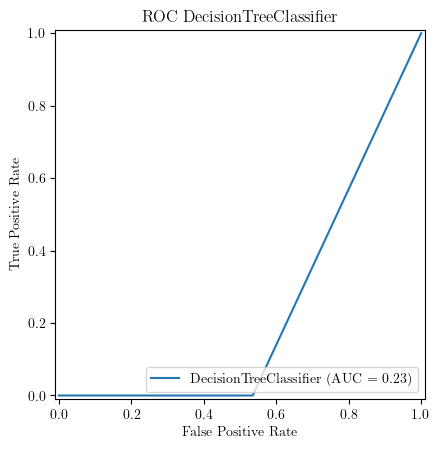 ROC DecisionTreeClassifier
True Positive Rate
1.0
0.8
0.6
0.4
0.2
0.0
DecisionTreeClassifier (AUC = 0.23)
0.0 0.2 0.4 0.6 0.8 1.0
False Positive Rate